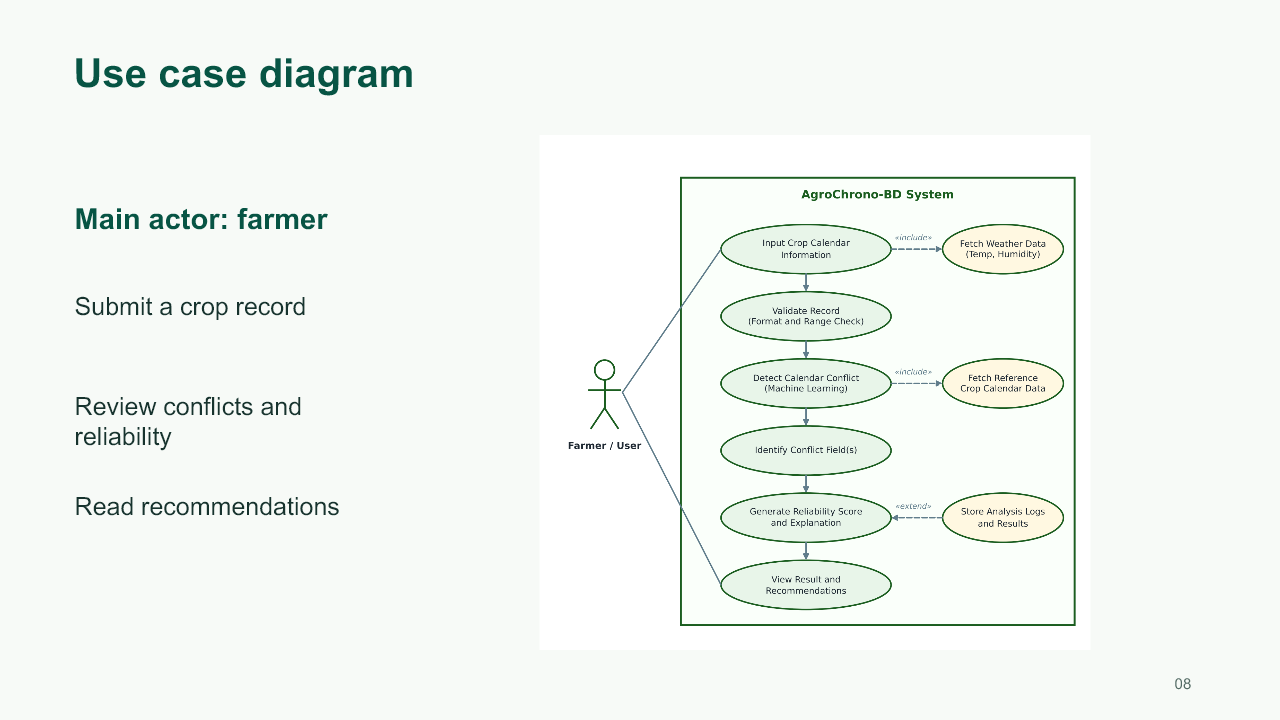 Use case diagram
Main actor: farmer
Submit a crop record
Review conflicts and
reliability
Read recommendations
AgroChrono-BD System
Input Crop Calendar
Information
«include»
Fetch Weather Data
(Temp, Humidity)
Validate Record
(Format and Range Check)
Detect Calendar Conflict
(Machine Learning)
«include»
Fetch Reference
Crop Calendar Data
Farmer / User
Identify Conflict Field(s)
Generate Reliability Score
and Explanation
«extend»
Store Analysis Logs
and Results
View Result and
Recommendations
08